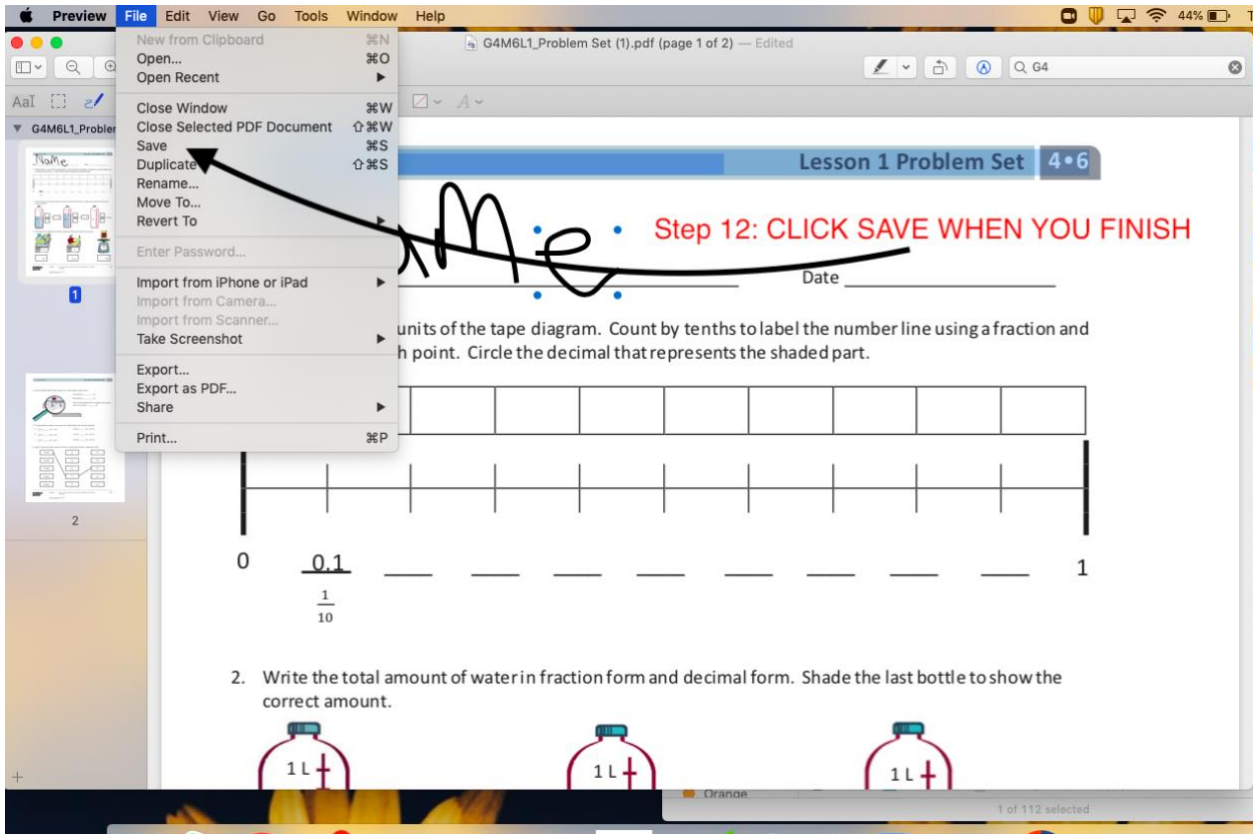 Preview File Edit View Go Tools Window Help 44%
New from Clipboard ⌘N
Open... ⌘O
Open Recent
Close Window ⌘W
Close Selected PDF Document ⇧⌘W
Save ⌘S
Duplicate ⇧⌘S
Rename...
Move To...
Revert To
Enter Password...
Import from iPhone or iPad
Import from Camera...
Import from Scanner...
Take Screenshot
Export...
Export as PDF...
Share
Print... ⌘P
G4M6L1_Problem Set (1).pdf (page 1 of 2) — Edited
G4
AaI
G4M6L1_Probler
Name
1
2
Lesson 1 Problem Set 4•6
Step 12: CLICK SAVE WHEN YOU FINISH
aMe
Date
units of the tape diagram. Count by tenths to label the number line using a fraction and
h point. Circle the decimal that represents the shaded part.
0 0.1 1
1
10
2. Write the total amount of water in fraction form and decimal form. Shade the last bottle to show the
correct amount.
1 L 1 L 1 L
Orange
1 of 112 selected